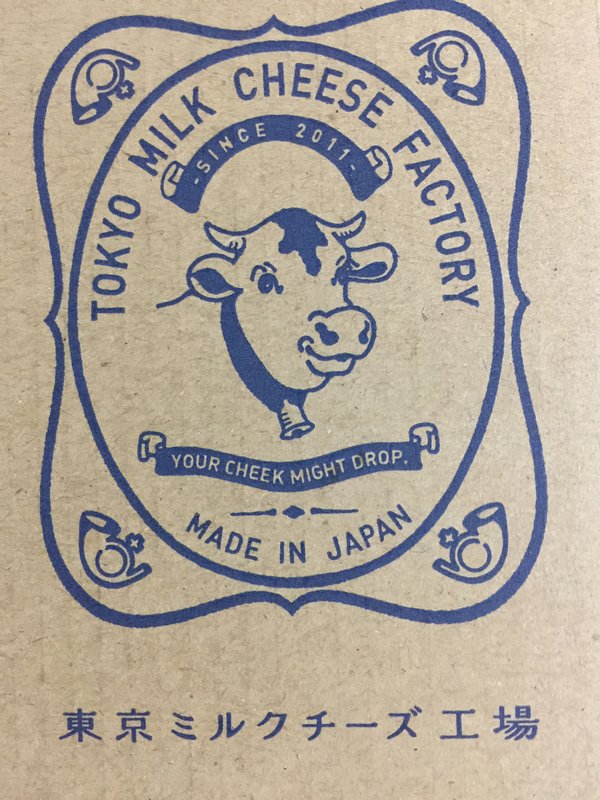 TOKYO MILK CHEESE FACTORY
-SINCE 2011-
YOUR CHEEK MIGHT DROP.
MADE IN JAPAN
東京ミルクチーズ工場